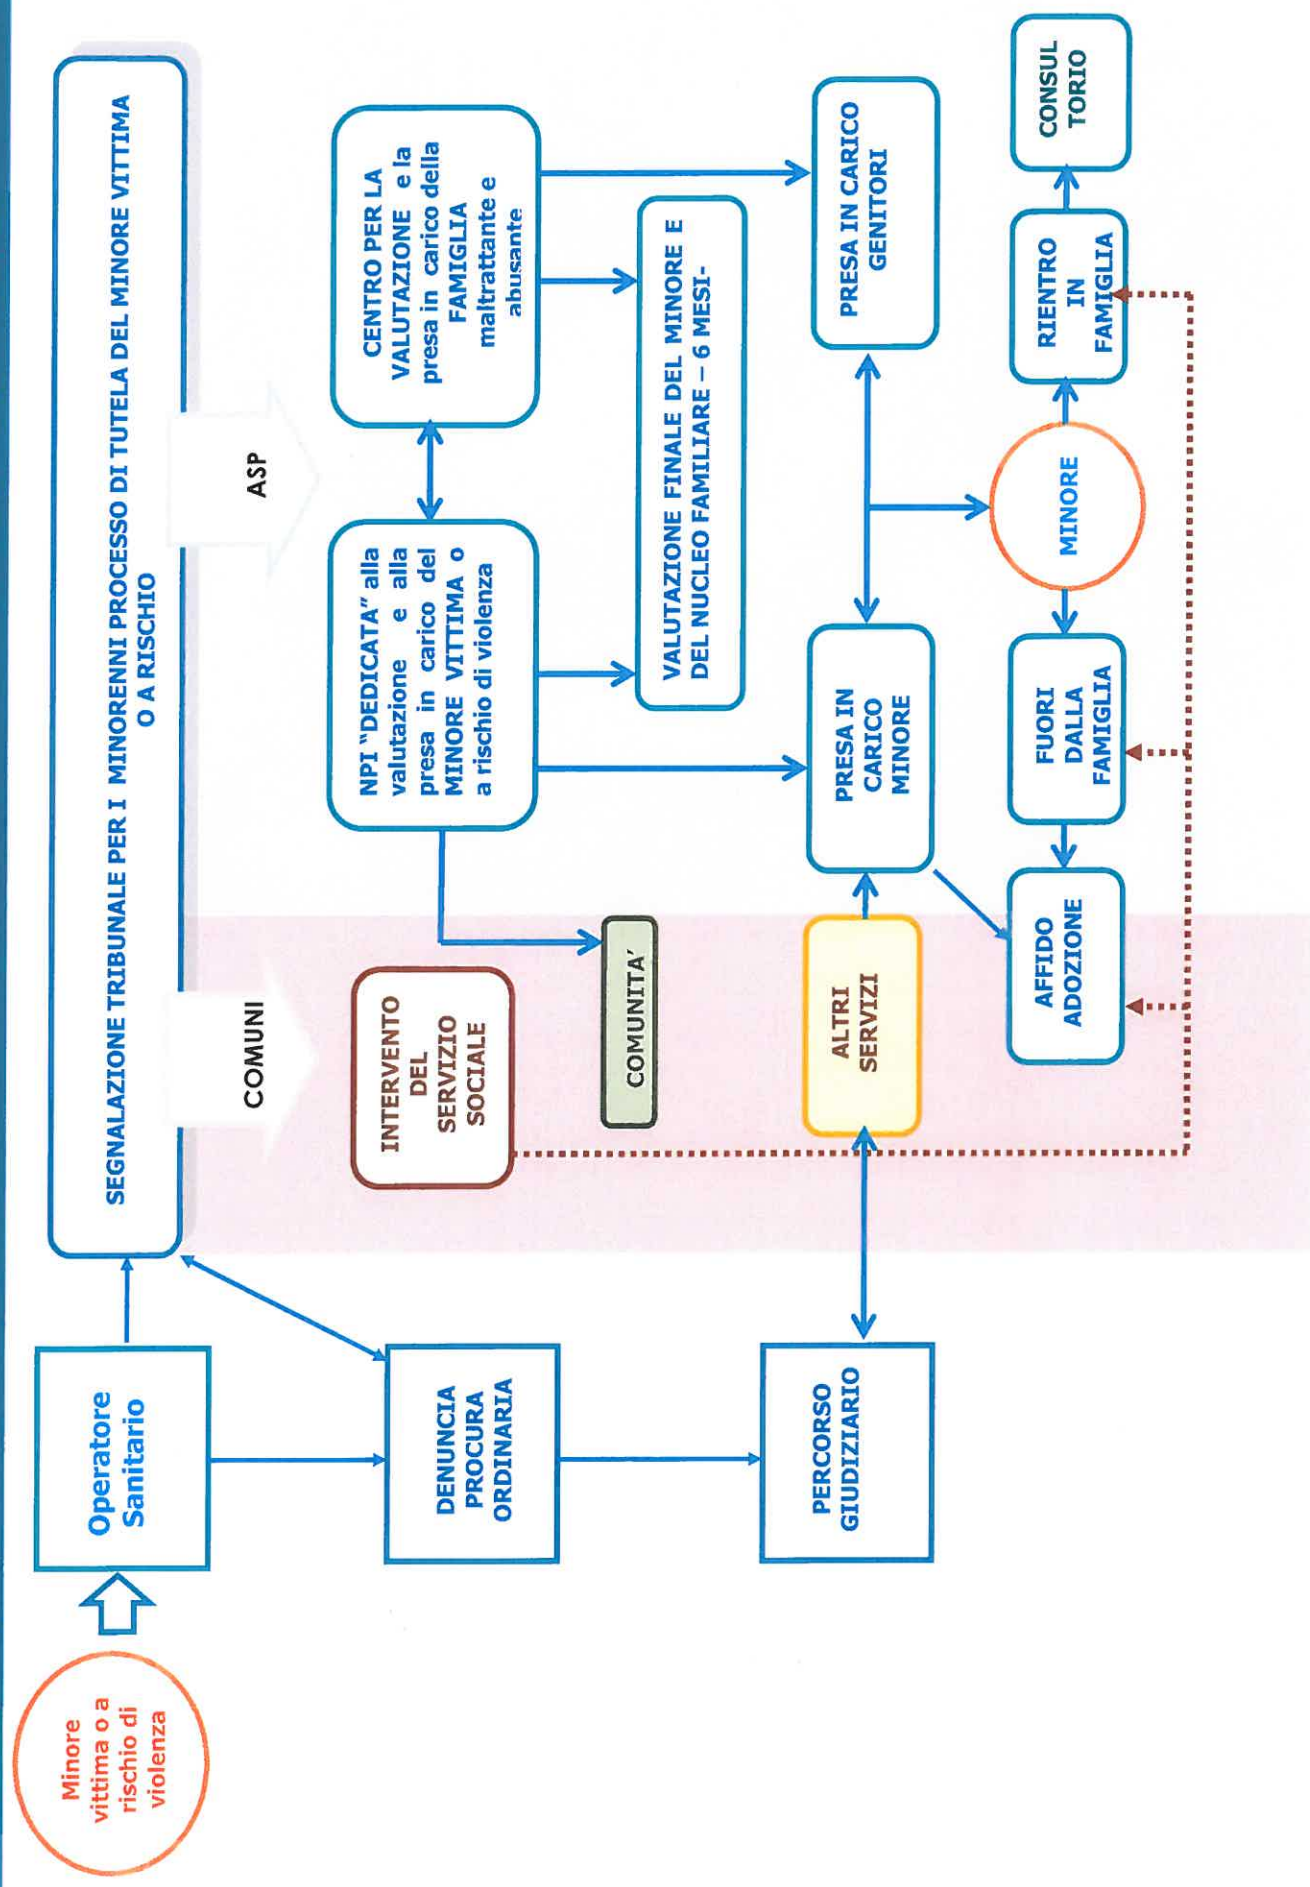 SEGNALAZIONE TRIBUNALE PER I MINORENNI PROCESSO DI TUTELA DEL MINORE VITTIMA
O A RISCHIO
Minore
vittima o a
rischio di
violenza
Operatore
Sanitario
COMUNI
ASP
DENUNCIA
PROCURA
ORDINARIA
INTERVENTO
DEL
SERVIZIO
SOCIALE
NPI "DEDICATA" alla
valutazione e alla
presa in carico del
MINORE VITTIMA o
a rischio di violenza
CENTRO PER LA
VALUTAZIONE e la
presa in carico della
FAMIGLIA
maltrattante e
abusante
COMUNITA'
VALUTAZIONE FINALE DEL MINORE E
DEL NUCLEO FAMILIARE – 6 MESI-
PERCORSO
GIUDIZIARIO
ALTRI
SERVIZI
PRESA IN
CARICO
MINORE
PRESA IN CARICO
GENITORI
AFFIDO
ADOZIONE
FUORI
DALLA
FAMIGLIA
MINORE
RIENTRO
IN
FAMIGLIA
CONSUL
TORIO